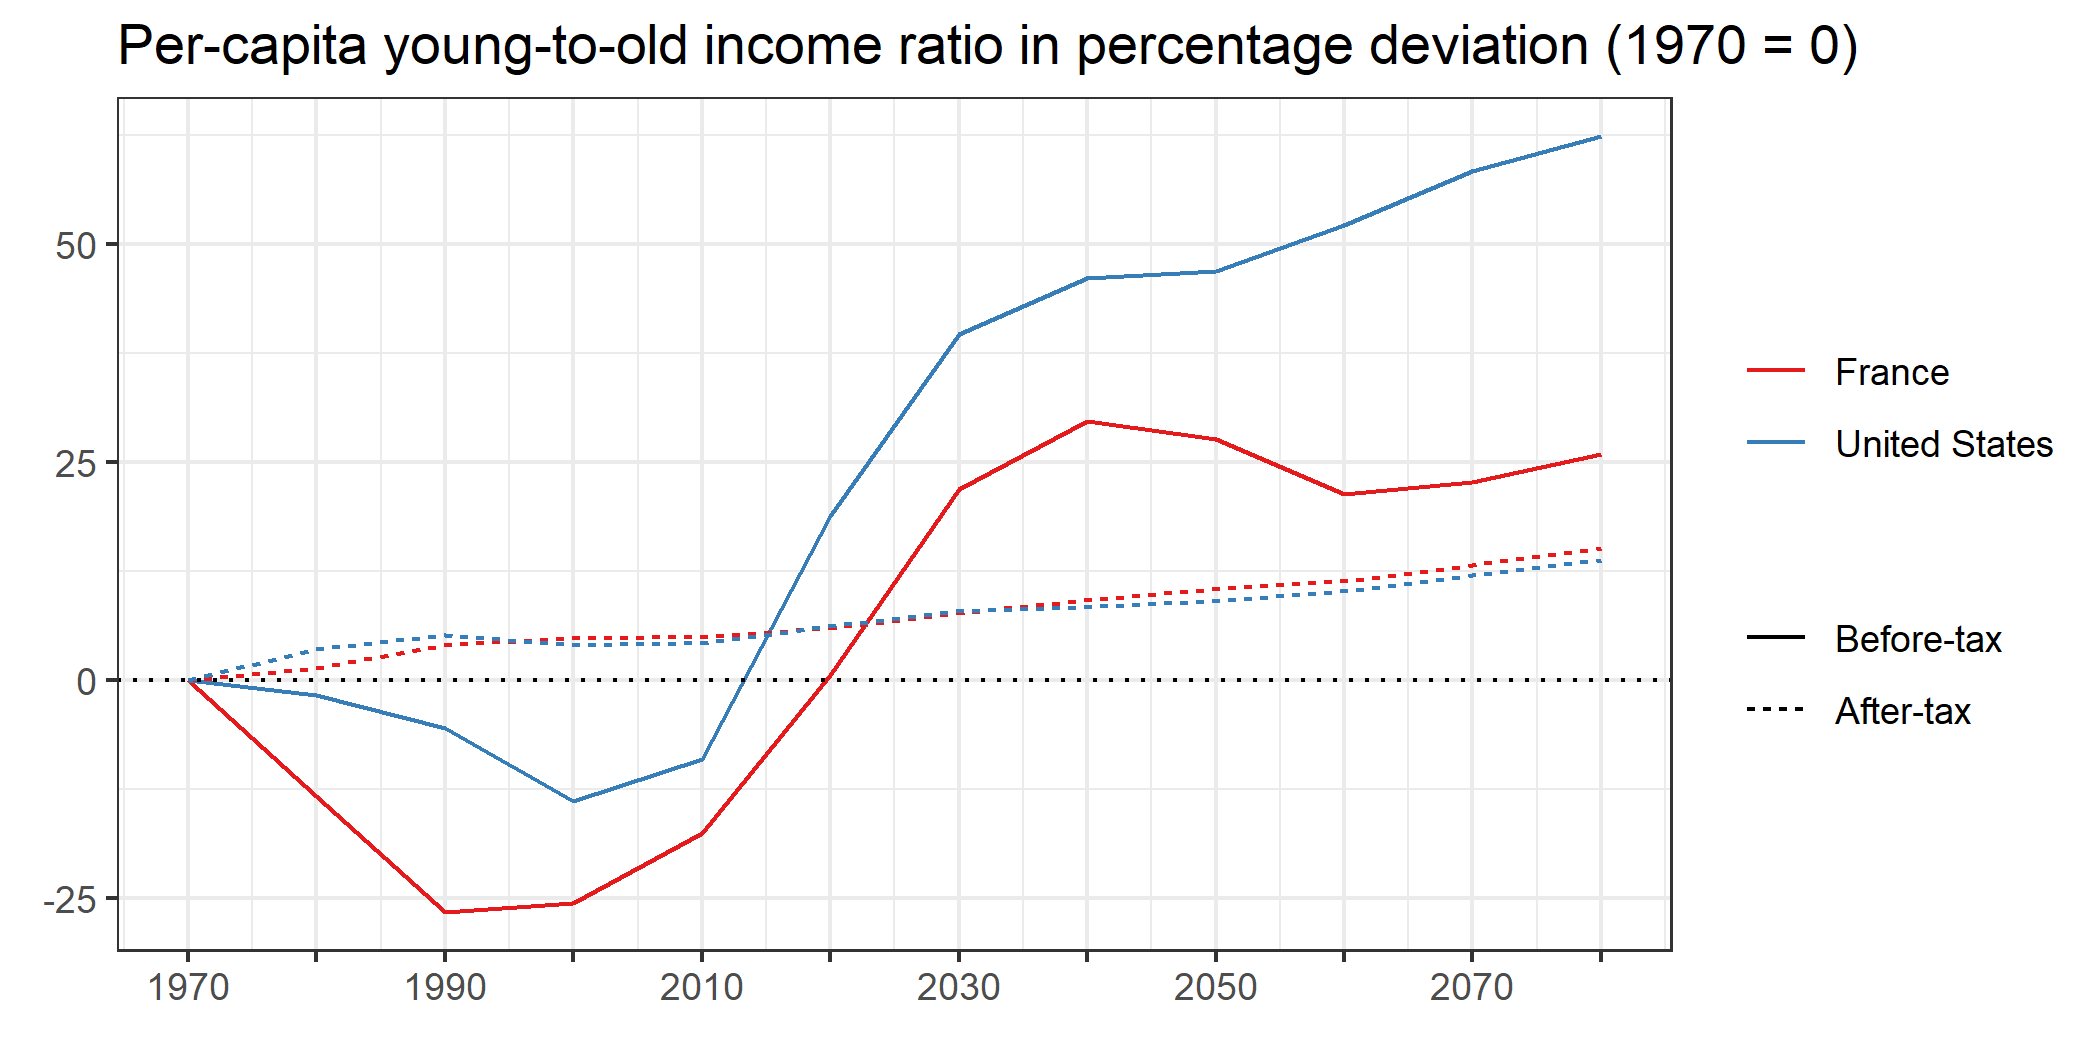 Per-capita young-to-old income ratio in percentage deviation (1970 = 0)
50
25
0
-25
1970 1990 2010 2030 2050 2070
France
United States
Before-tax
After-tax